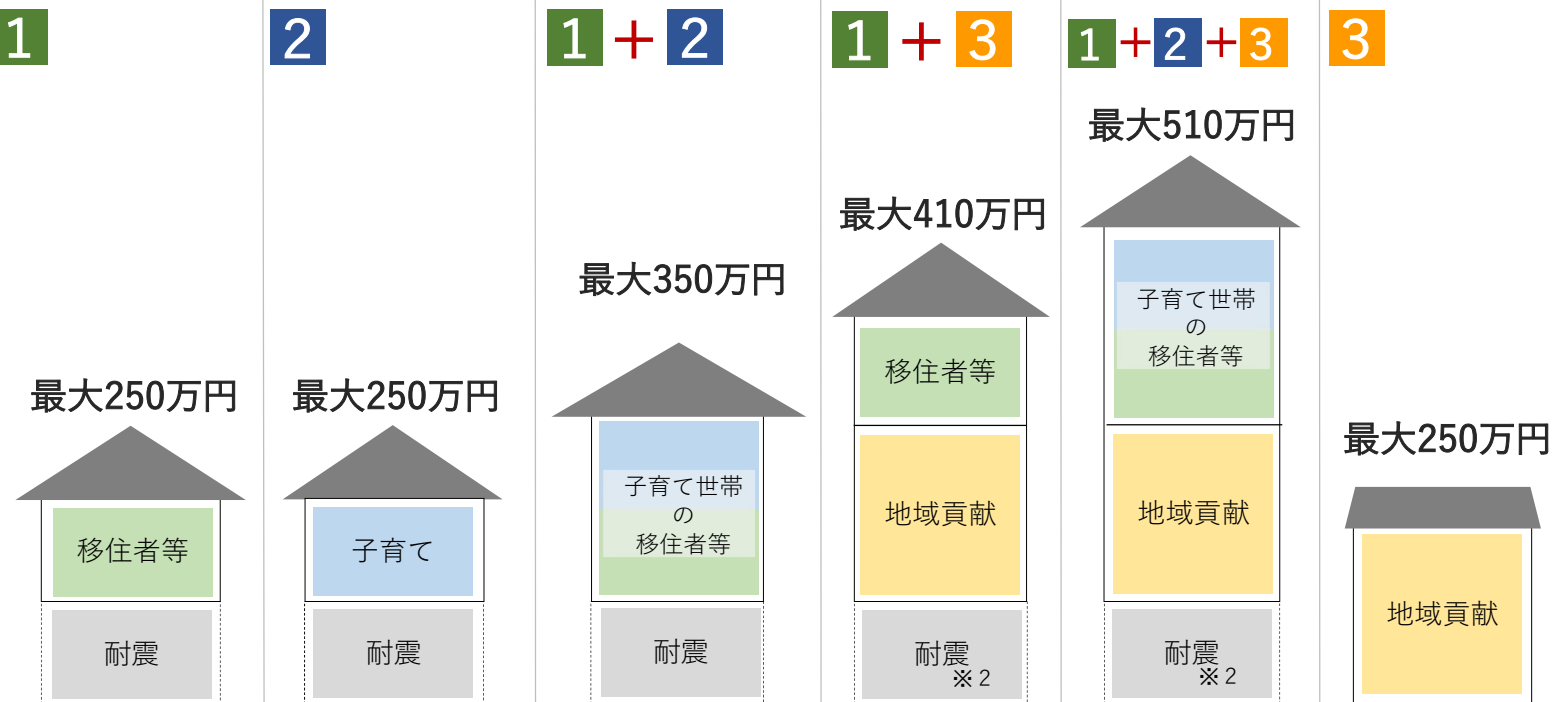 1
2
1+2
1+3
1+2+3
3
最大250万円
移住者等
耐震
最大250万円
子育て
耐震
最大350万円
子育て世帯
の
移住者等
耐震
最大410万円
移住者等
地域貢献
耐震
※2
最大510万円
子育て世帯
の
移住者等
地域貢献
耐震
※2
最大250万円
地域貢献